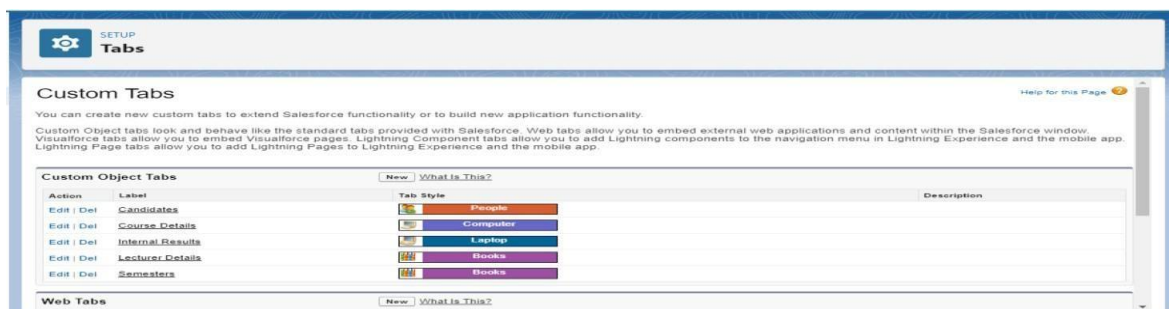 SETUP
Tabs
Custom Tabs
Help for this Page
You can create new custom tabs to extend Salesforce functionality or to build new application functionality.
Custom Object tabs look and behave like the standard tabs provided with Salesforce. Web tabs allow you to embed external web applications and content within the Salesforce window.
Visualforce tabs allow you to embed Visualforce pages. Lightning Component tabs allow you to add Lightning components to the navigation menu in Lightning Experience and the mobile app.
Lightning Page tabs allow you to add Lightning Pages to Lightning Experience and the mobile app.
Custom Object Tabs New What Is This?
Action Label Tab Style Description
Edit | Del Candidates People
Edit | Del Course Details Computer
Edit | Del Internal Results Laptop
Edit | Del Lecturer Details Books
Edit | Del Semesters Books
Web Tabs New What Is This?